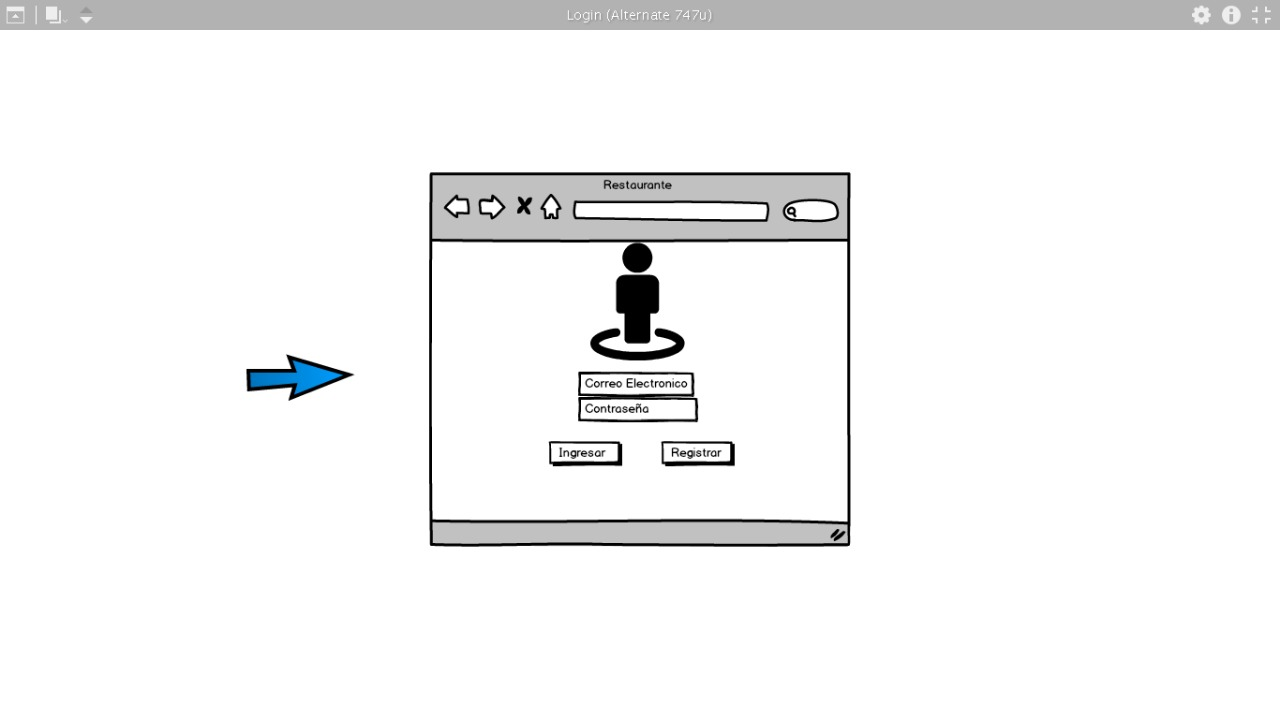 Login (Alternate 747u)
Restaurante
Correo Electronico
Contraseña
Ingresar
Registrar